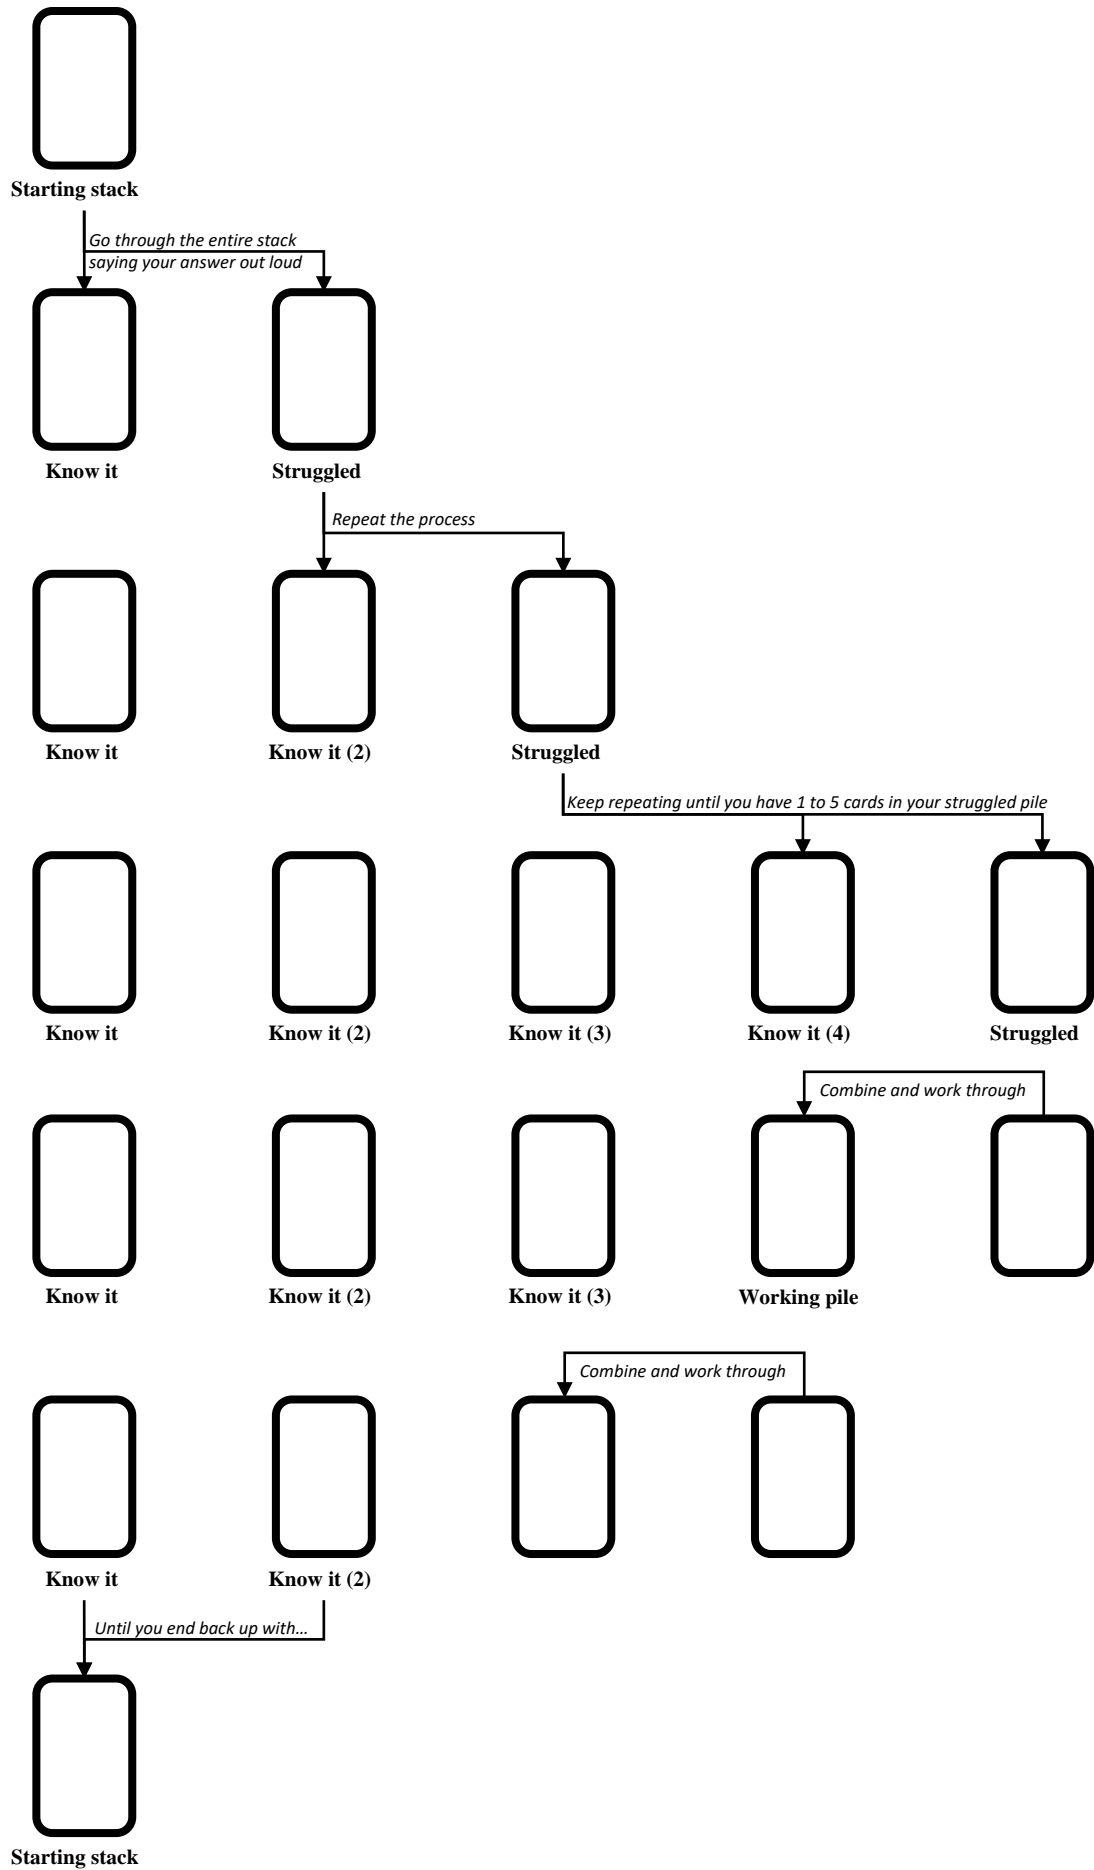 Starting stack
Go through the entire stack
saying your answer out loud
Know it
Struggled
Repeat the process
Know it
Know it (2)
Struggled
Keep repeating until you have 1 to 5 cards in your struggled pile
Know it
Know it (2)
Know it (3)
Know it (4)
Struggled
Combine and work through
Know it
Know it (2)
Know it (3)
Working pile
Combine and work through
Know it
Know it (2)
Until you end back up with…
Starting stack